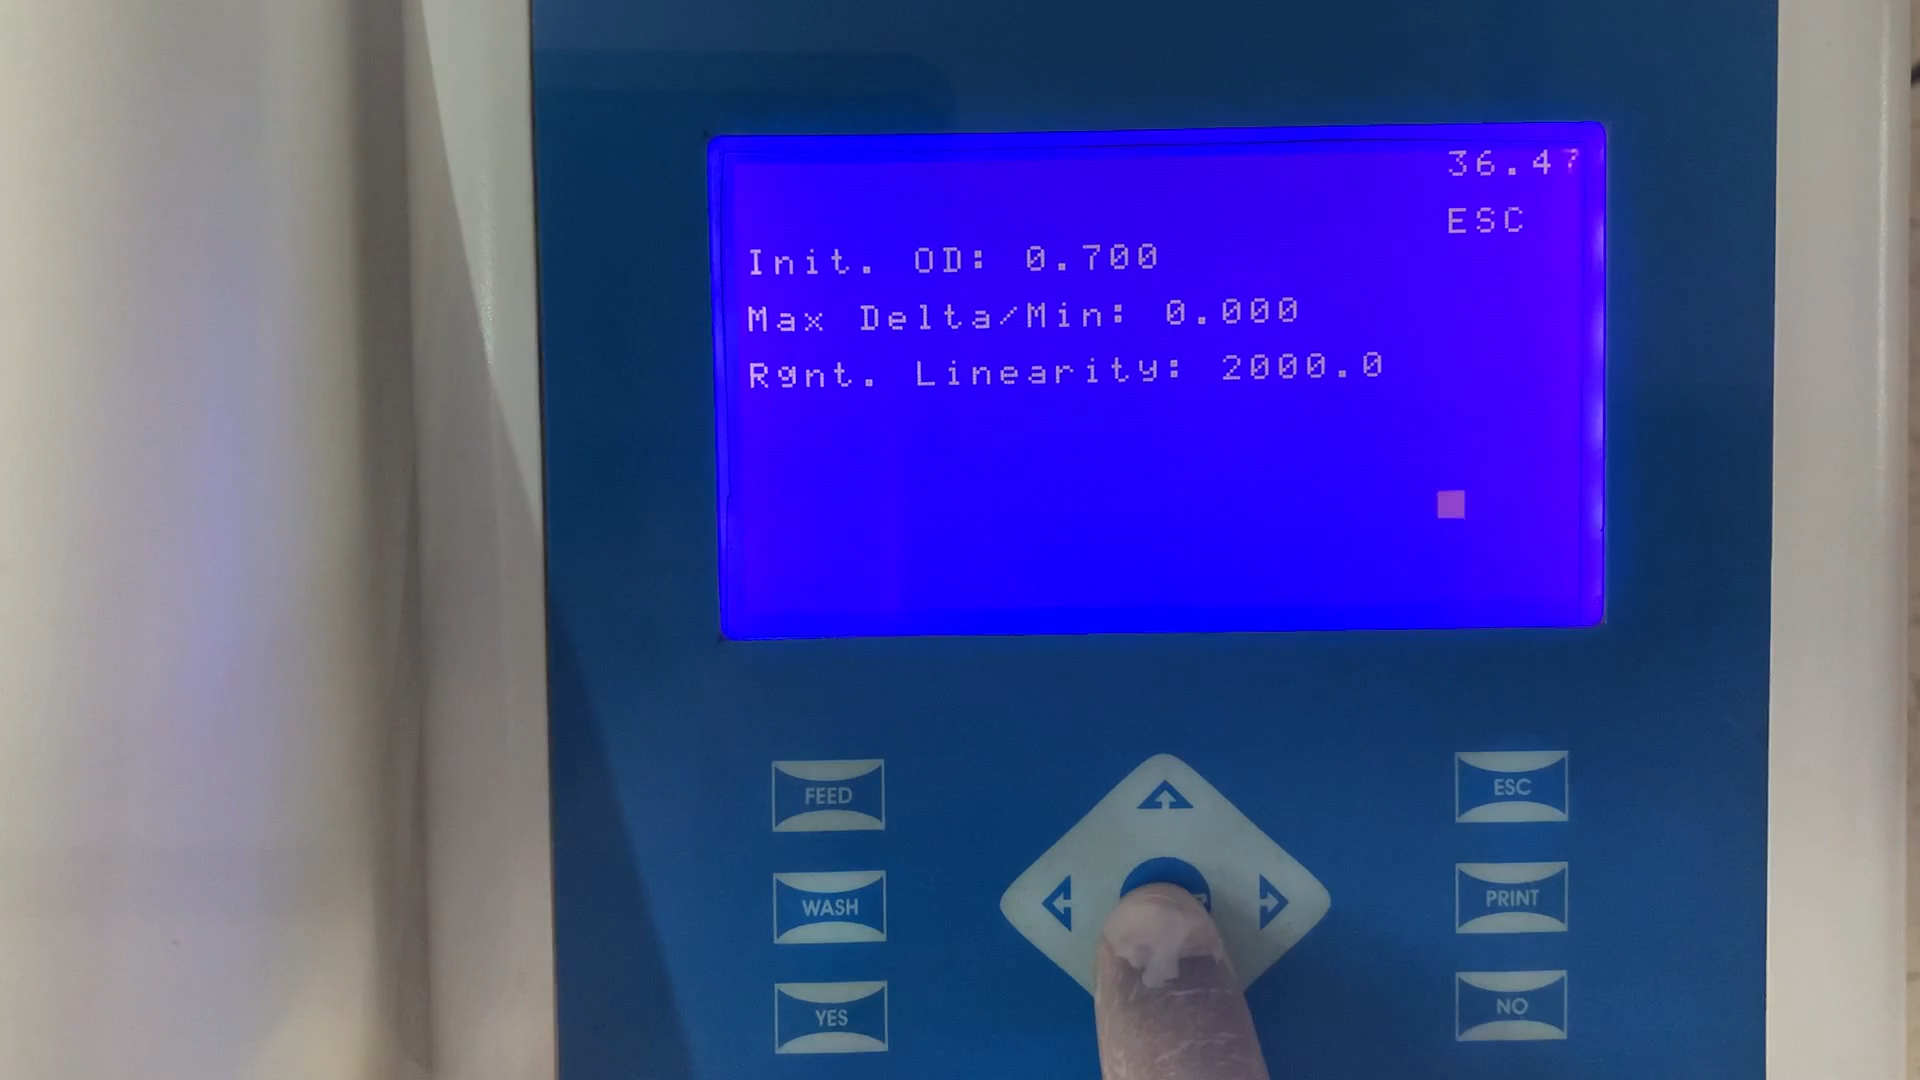 36.4?
ESC
Init. OD: 0.700
Max Delta/Min: 0.000
Rgnt. Linearity: 2000.0
FEED
ESC
WASH
PRINT
YES
NO